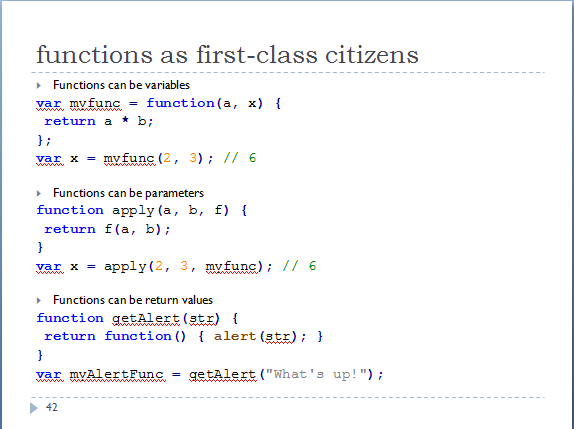 functions as first-class citizens
Functions can be variables
var myfunc = function(a, x) {
return a * b;
};
var x = myfunc(2, 3); // 6
Functions can be parameters
function apply(a, b, f) {
return f(a, b);
}
var x = apply(2, 3, myfunc); // 6
Functions can be return values
function getAlert(str) {
return function() { alert(str); }
}
var myAlertFunc = getAlert("What's up!");
42